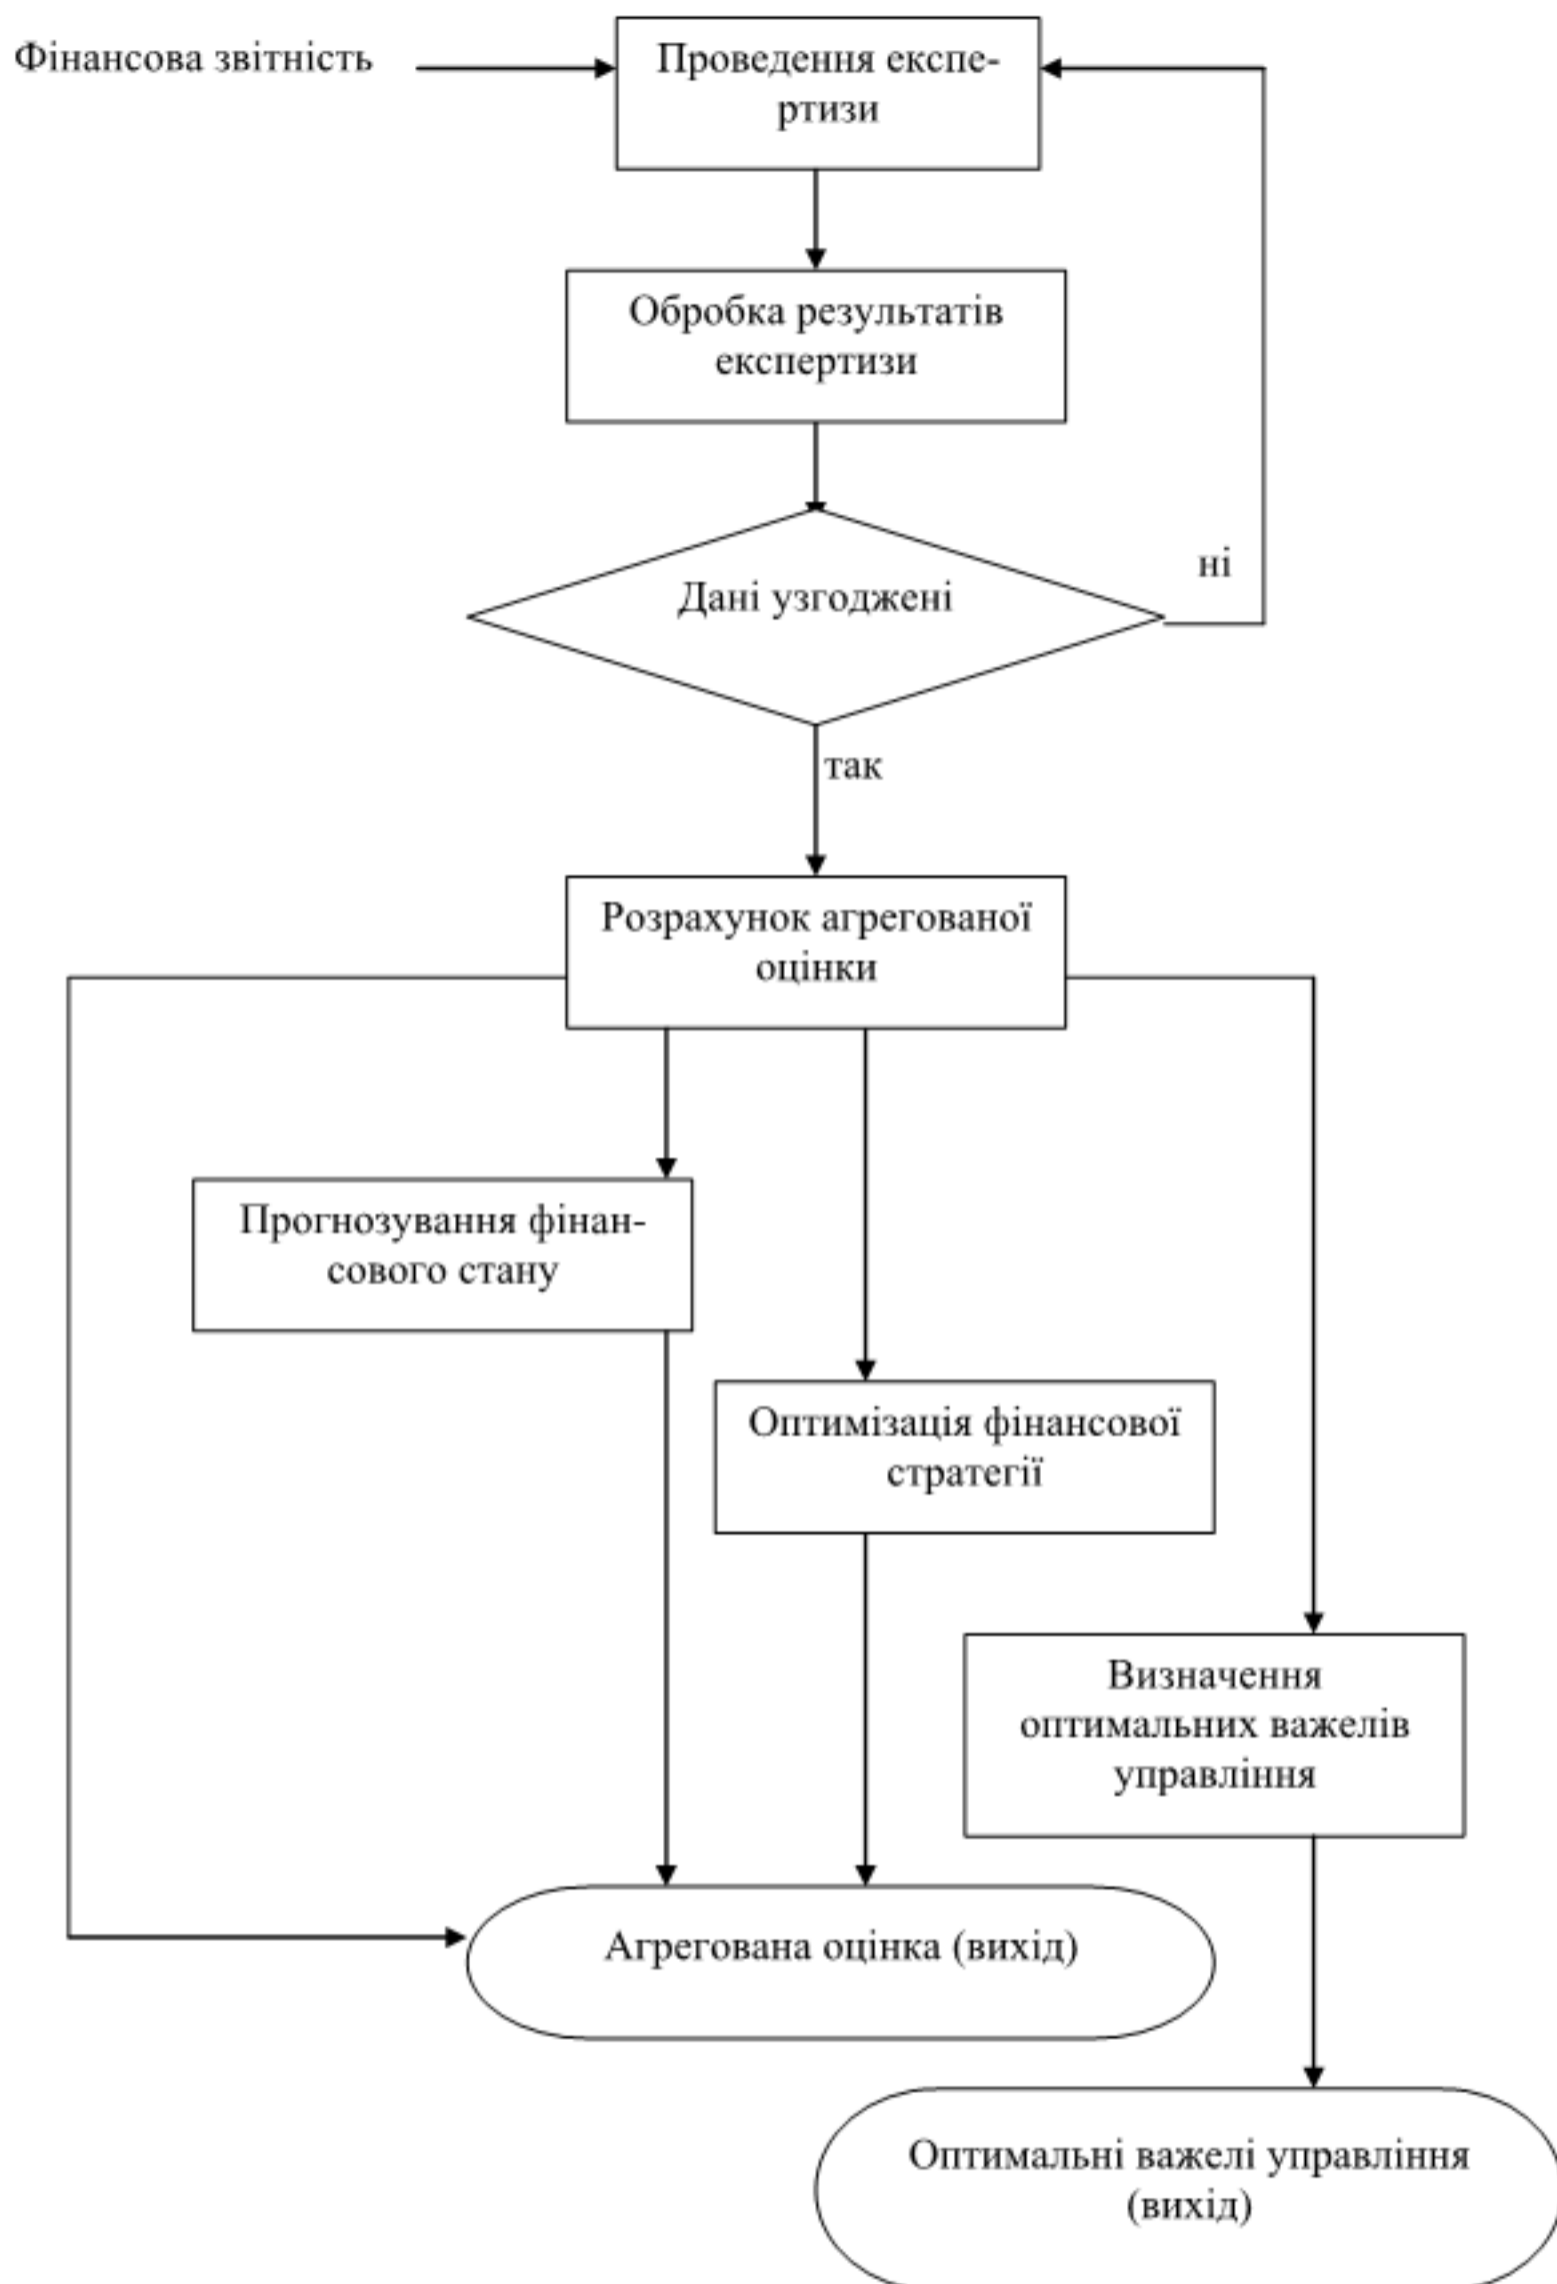 Фінансова звітність
Проведення експе-
ртизи
Обробка результатів
експертизи
Дані узгоджені
ні
так
Розрахунок агрегованої
оцінки
Прогнозування фінан-
сового стану
Оптимізація фінансової
стратегії
Визначення
оптимальних важелів
управління
Агрегована оцінка (вихід)
Оптимальні важелі управління
(вихід)